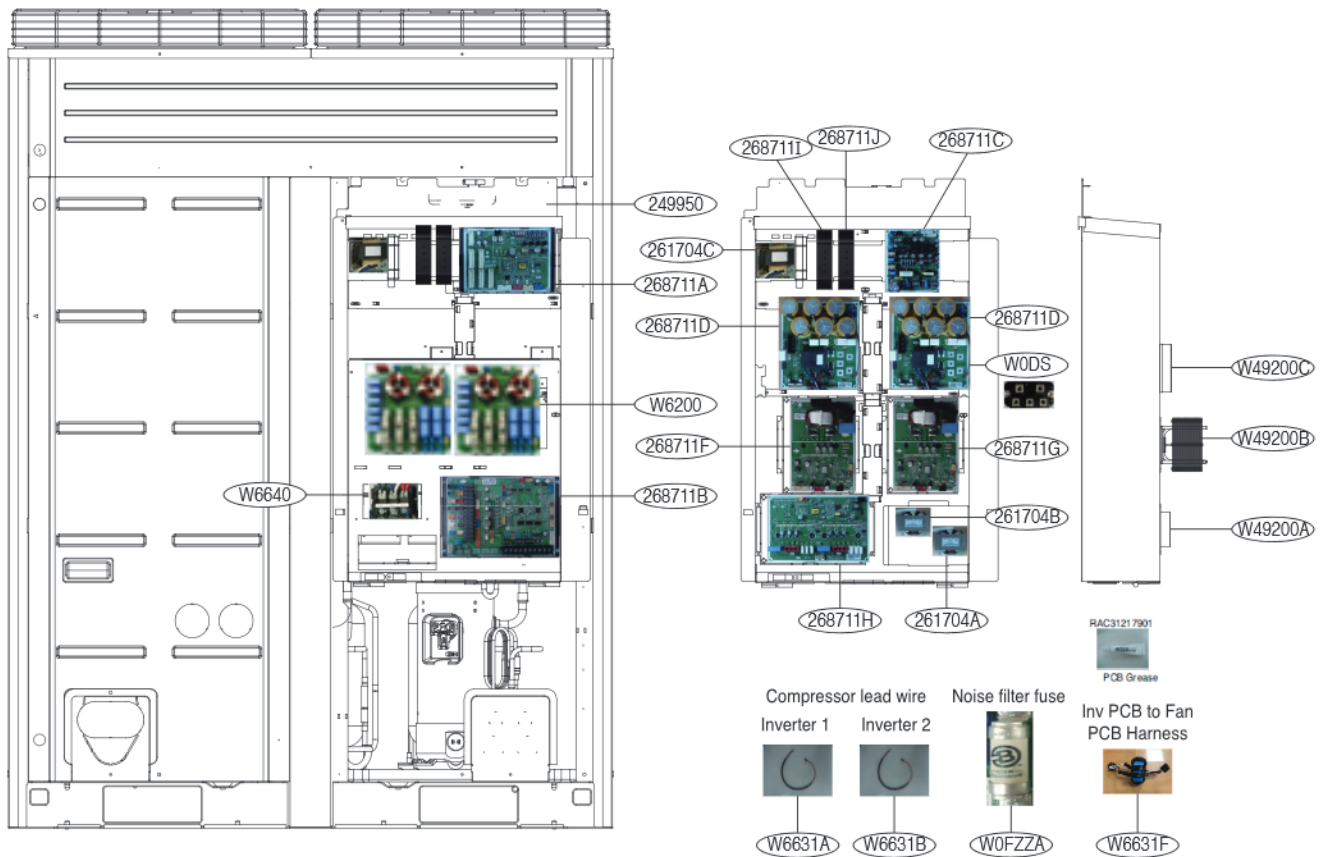 268711I
268711J
268711C
249950
261704C
268711A
268711D
268711D
W0DS
W49200C
W6200
W49200B
268711F
268711G
W6640
268711B
261704B
W49200A
268711H
261704A
RAC31217901
PCB Grease
Compressor lead wire
Noise filter fuse
Inverter 1
Inverter 2
Inv PCB to Fan
PCB Harness
W6631A
W6631B
W0FZZA
W6631F